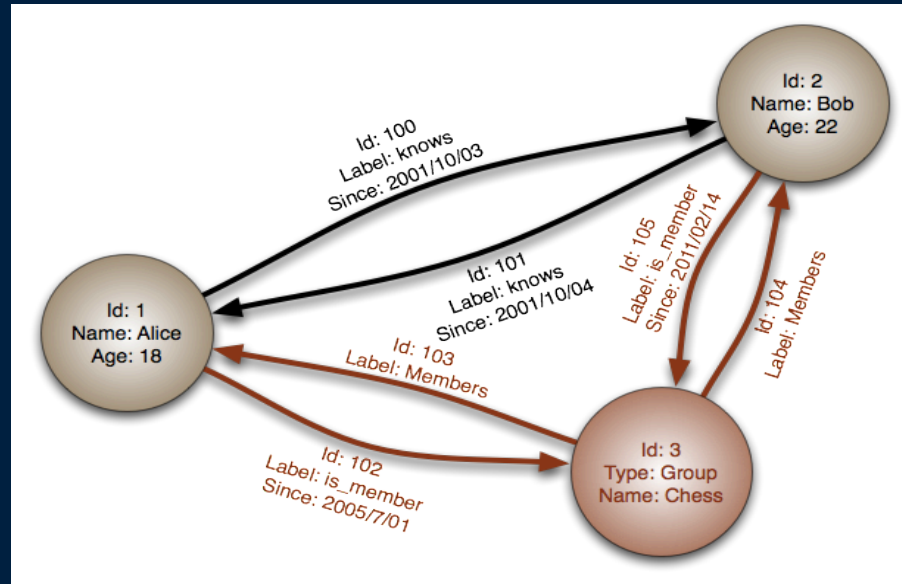 Id: 2
Name: Bob
Age: 22
Id: 100
Label: knows
Since: 2001/10/03
Id: 101
Label: knows
Since: 2001/10/04
Id: 105
Label: is_member
Since: 2011/02/14
Id: 104
Label: Members
Id: 1
Name: Alice
Age: 18
Id: 103
Label: Members
Id: 102
Label: is_member
Since: 2005/7/01
Id: 3
Type: Group
Name: Chess